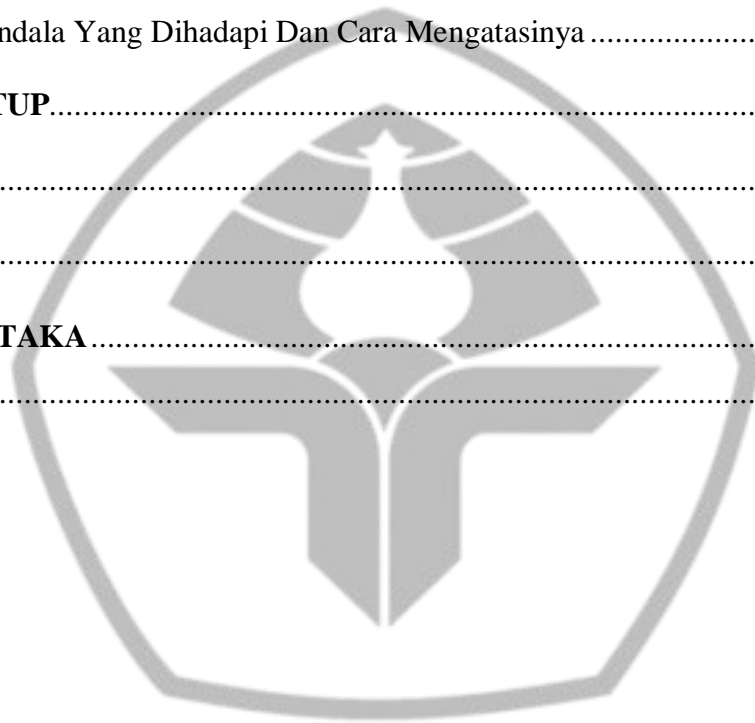 ndala Yang Dihadapi Dan Cara Mengatasinya ....................
TUP................................................................................
................................................................................
................................................................................
TAKA................................................................................
................................................................................